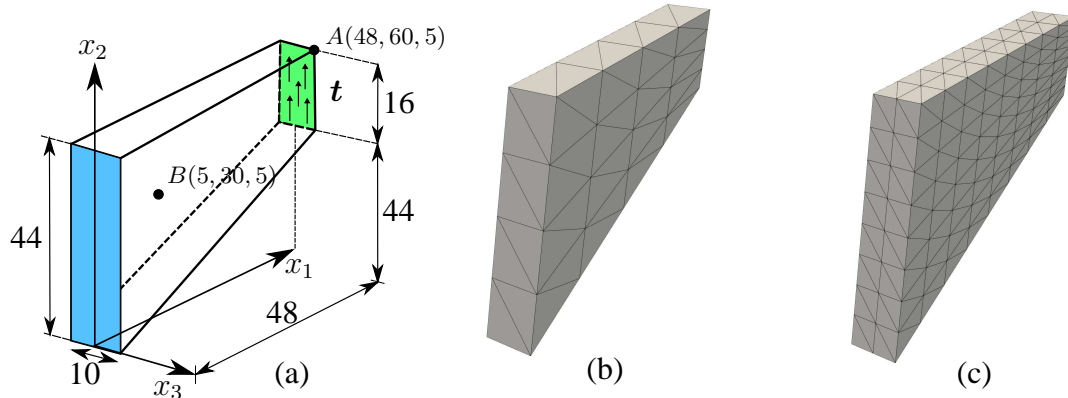 A(48, 60, 5)
x₂
t
16
B(5, 30, 5)
44
44
x₁
48
10
x₃
(a)
(b)
(c)